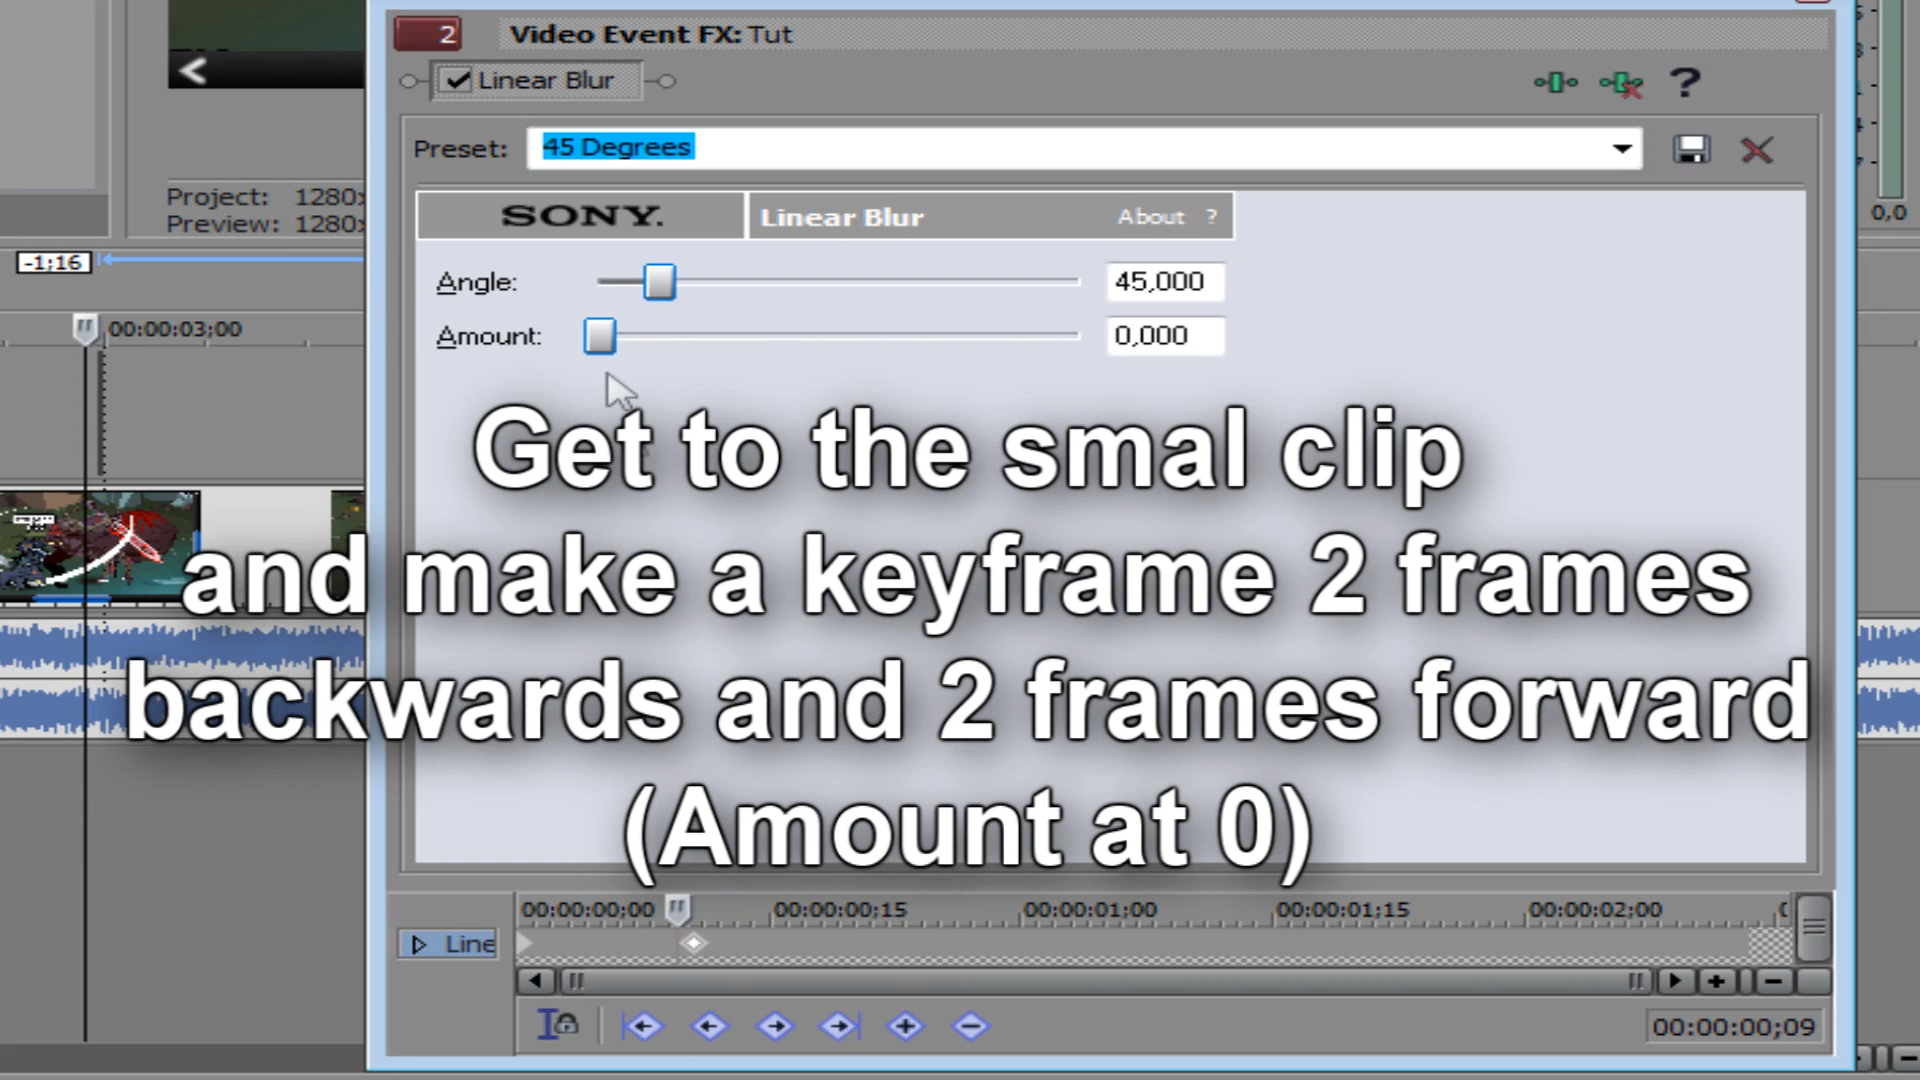 2
Video Event FX: Tut
Linear Blur
?
Preset: 45 Degrees
SONY. Linear Blur About ?
Project: 1280x
Preview: 1280x
-1;16
0,0
Angle: 45,000
00:00:03;00
Amount: 0,000
Get to the smal clip
and make a keyframe 2 frames
backwards and 2 frames forward
(Amount at 0)
00:00:00;00 00:00:00;15 00:00:01;00 00:00:01;15 00:00:02;00
Line
00:00:00;09